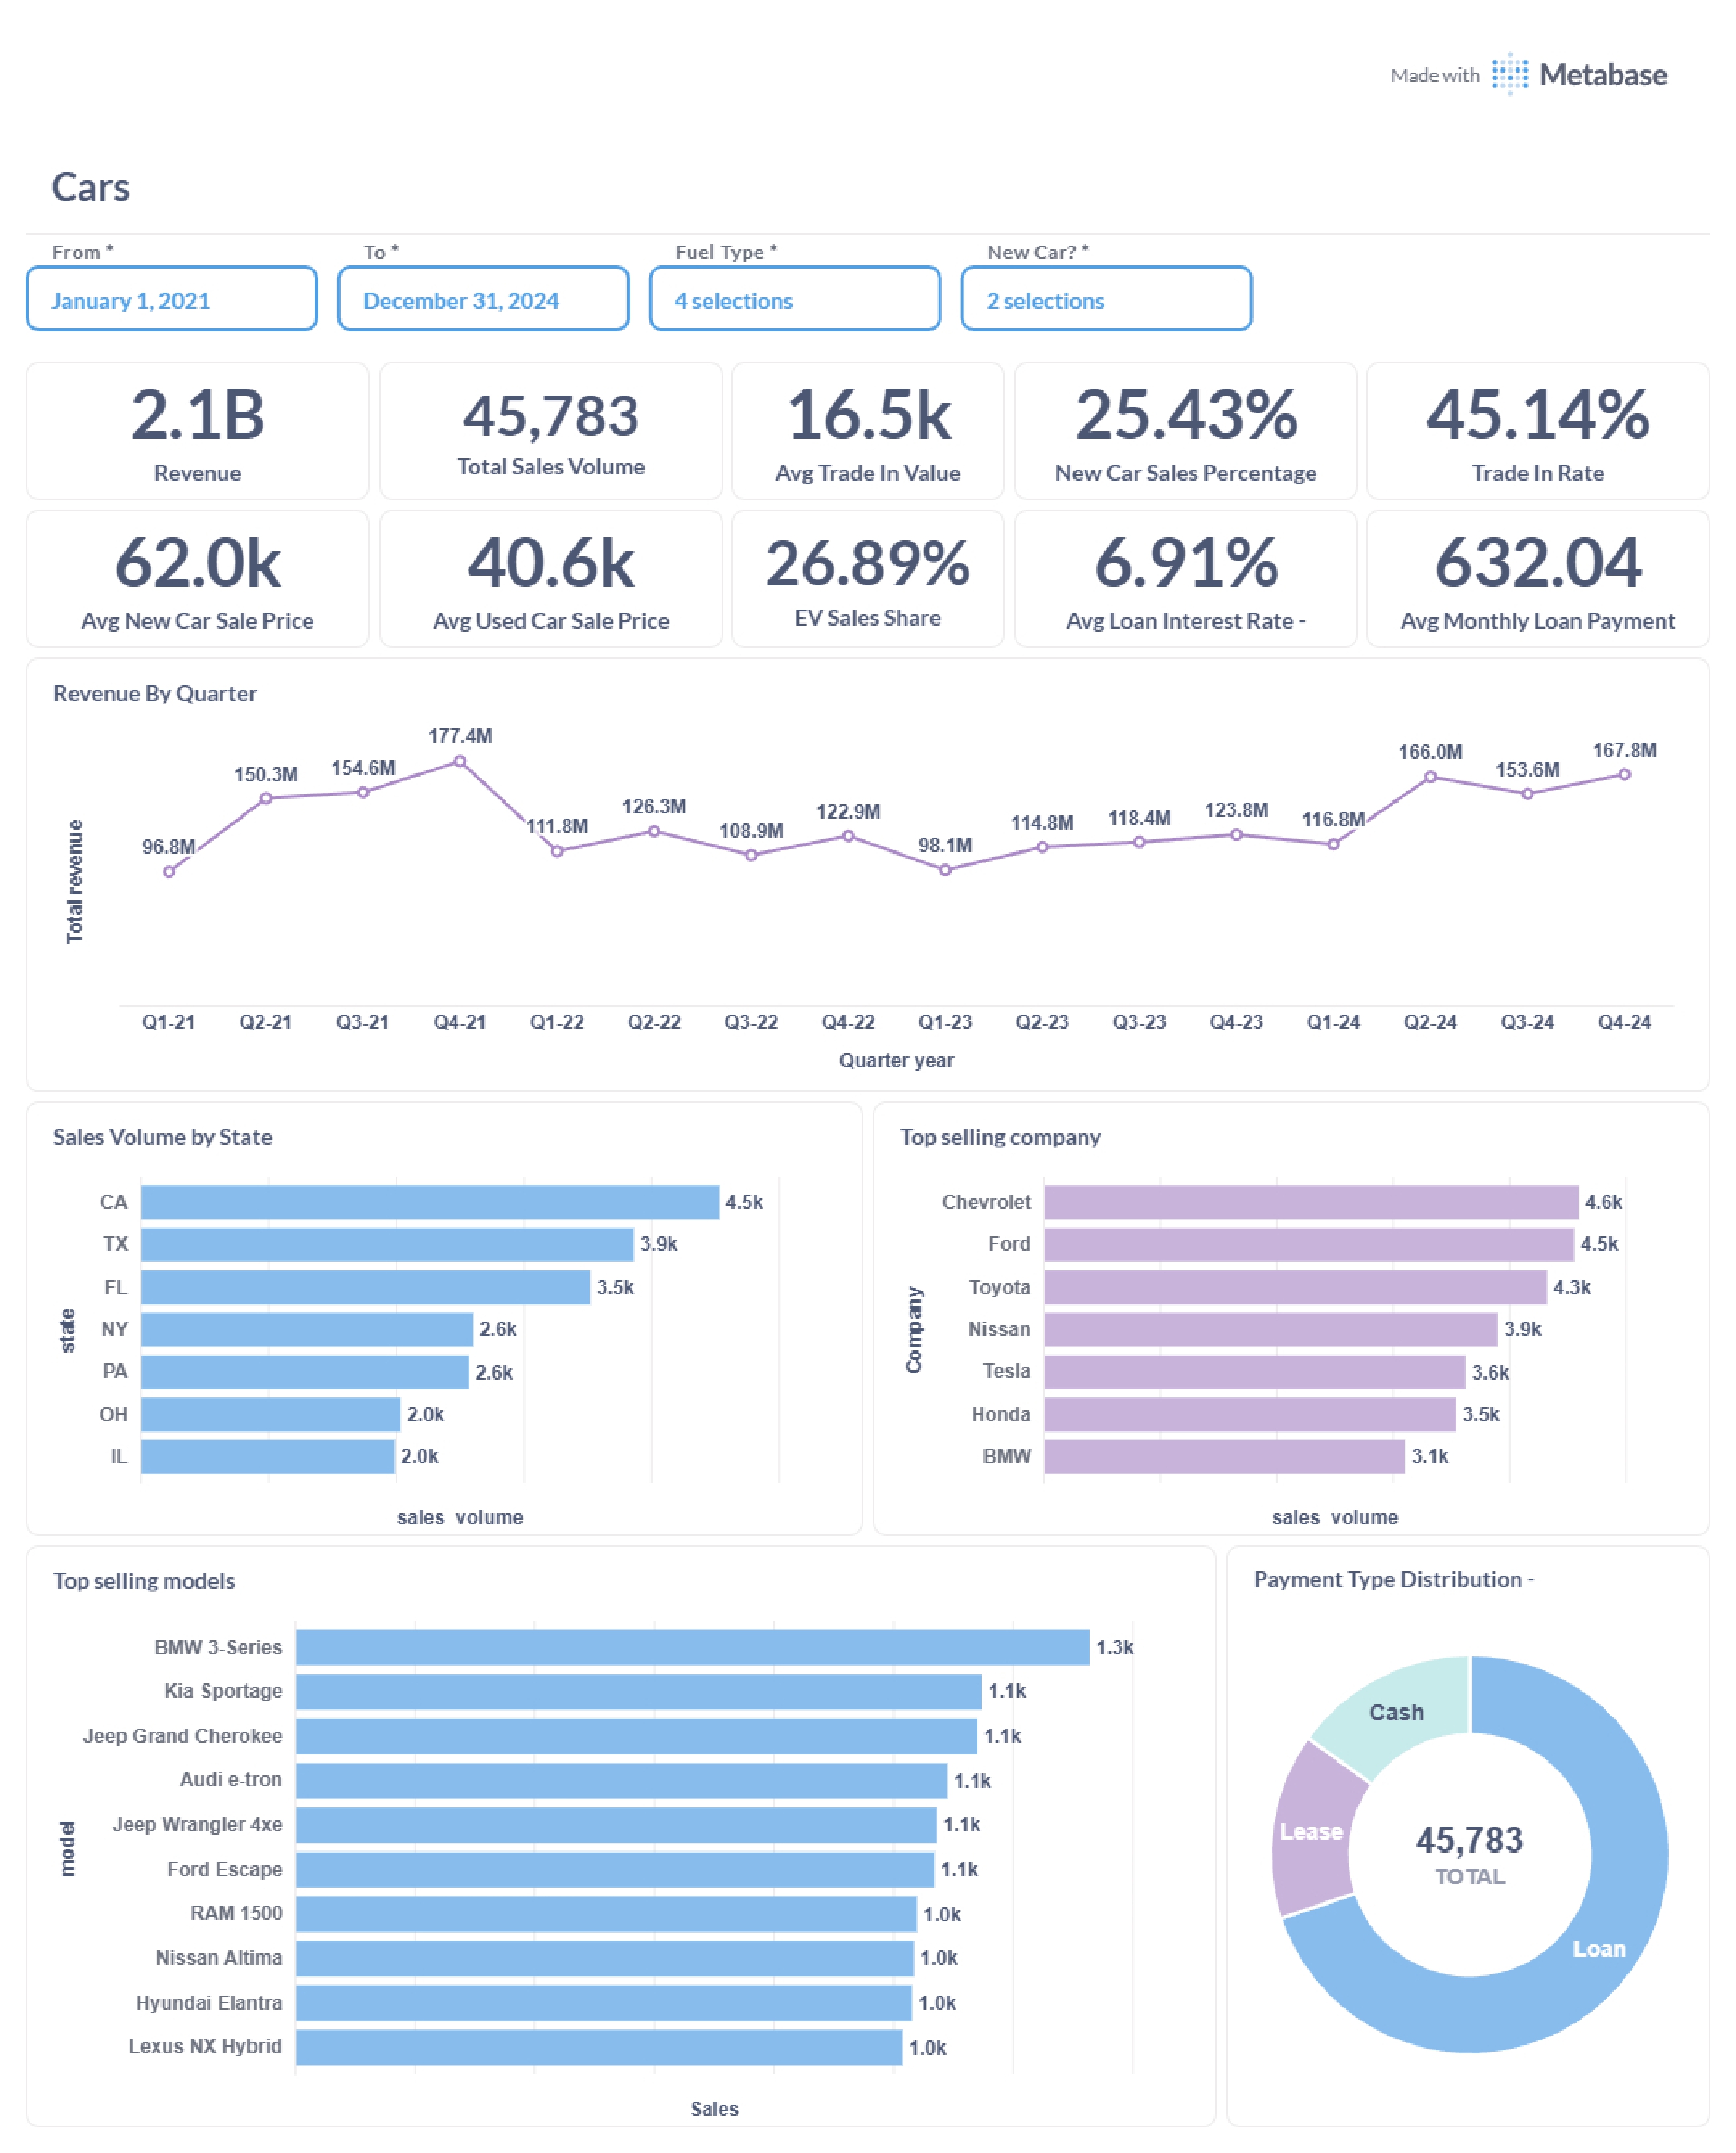 Made with Metabase
Cars
From * To * Fuel Type * New Car? *
January 1, 2021 December 31, 2024 4 selections 2 selections
2.1B
Revenue
45,783
Total Sales Volume
16.5k
Avg Trade In Value
25.43%
New Car Sales Percentage
45.14%
Trade In Rate
62.0k
Avg New Car Sale Price
40.6k
Avg Used Car Sale Price
26.89%
EV Sales Share
6.91%
Avg Loan Interest Rate -
632.04
Avg Monthly Loan Payment
Revenue By Quarter
Total revenue
96.8M 150.3M 154.6M 177.4M 111.8M 126.3M 108.9M 122.9M 98.1M 114.8M 118.4M 123.8M 116.8M 166.0M 153.6M 167.8M
Q1-21 Q2-21 Q3-21 Q4-21 Q1-22 Q2-22 Q3-22 Q4-22 Q1-23 Q2-23 Q3-23 Q4-23 Q1-24 Q2-24 Q3-24 Q4-24
Quarter year
Sales Volume by State
state
CA 4.5k
TX 3.9k
FL 3.5k
NY 2.6k
PA 2.6k
OH 2.0k
IL 2.0k
sales volume
Top selling company
Company
Chevrolet 4.6k
Ford 4.5k
Toyota 4.3k
Nissan 3.9k
Tesla 3.6k
Honda 3.5k
BMW 3.1k
sales volume
Top selling models
model
BMW 3-Series 1.3k
Kia Sportage 1.1k
Jeep Grand Cherokee 1.1k
Audi e-tron 1.1k
Jeep Wrangler 4xe 1.1k
Ford Escape 1.1k
RAM 1500 1.0k
Nissan Altima 1.0k
Hyundai Elantra 1.0k
Lexus NX Hybrid 1.0k
Sales
Payment Type Distribution -
Cash
Lease
45,783
TOTAL
Loan